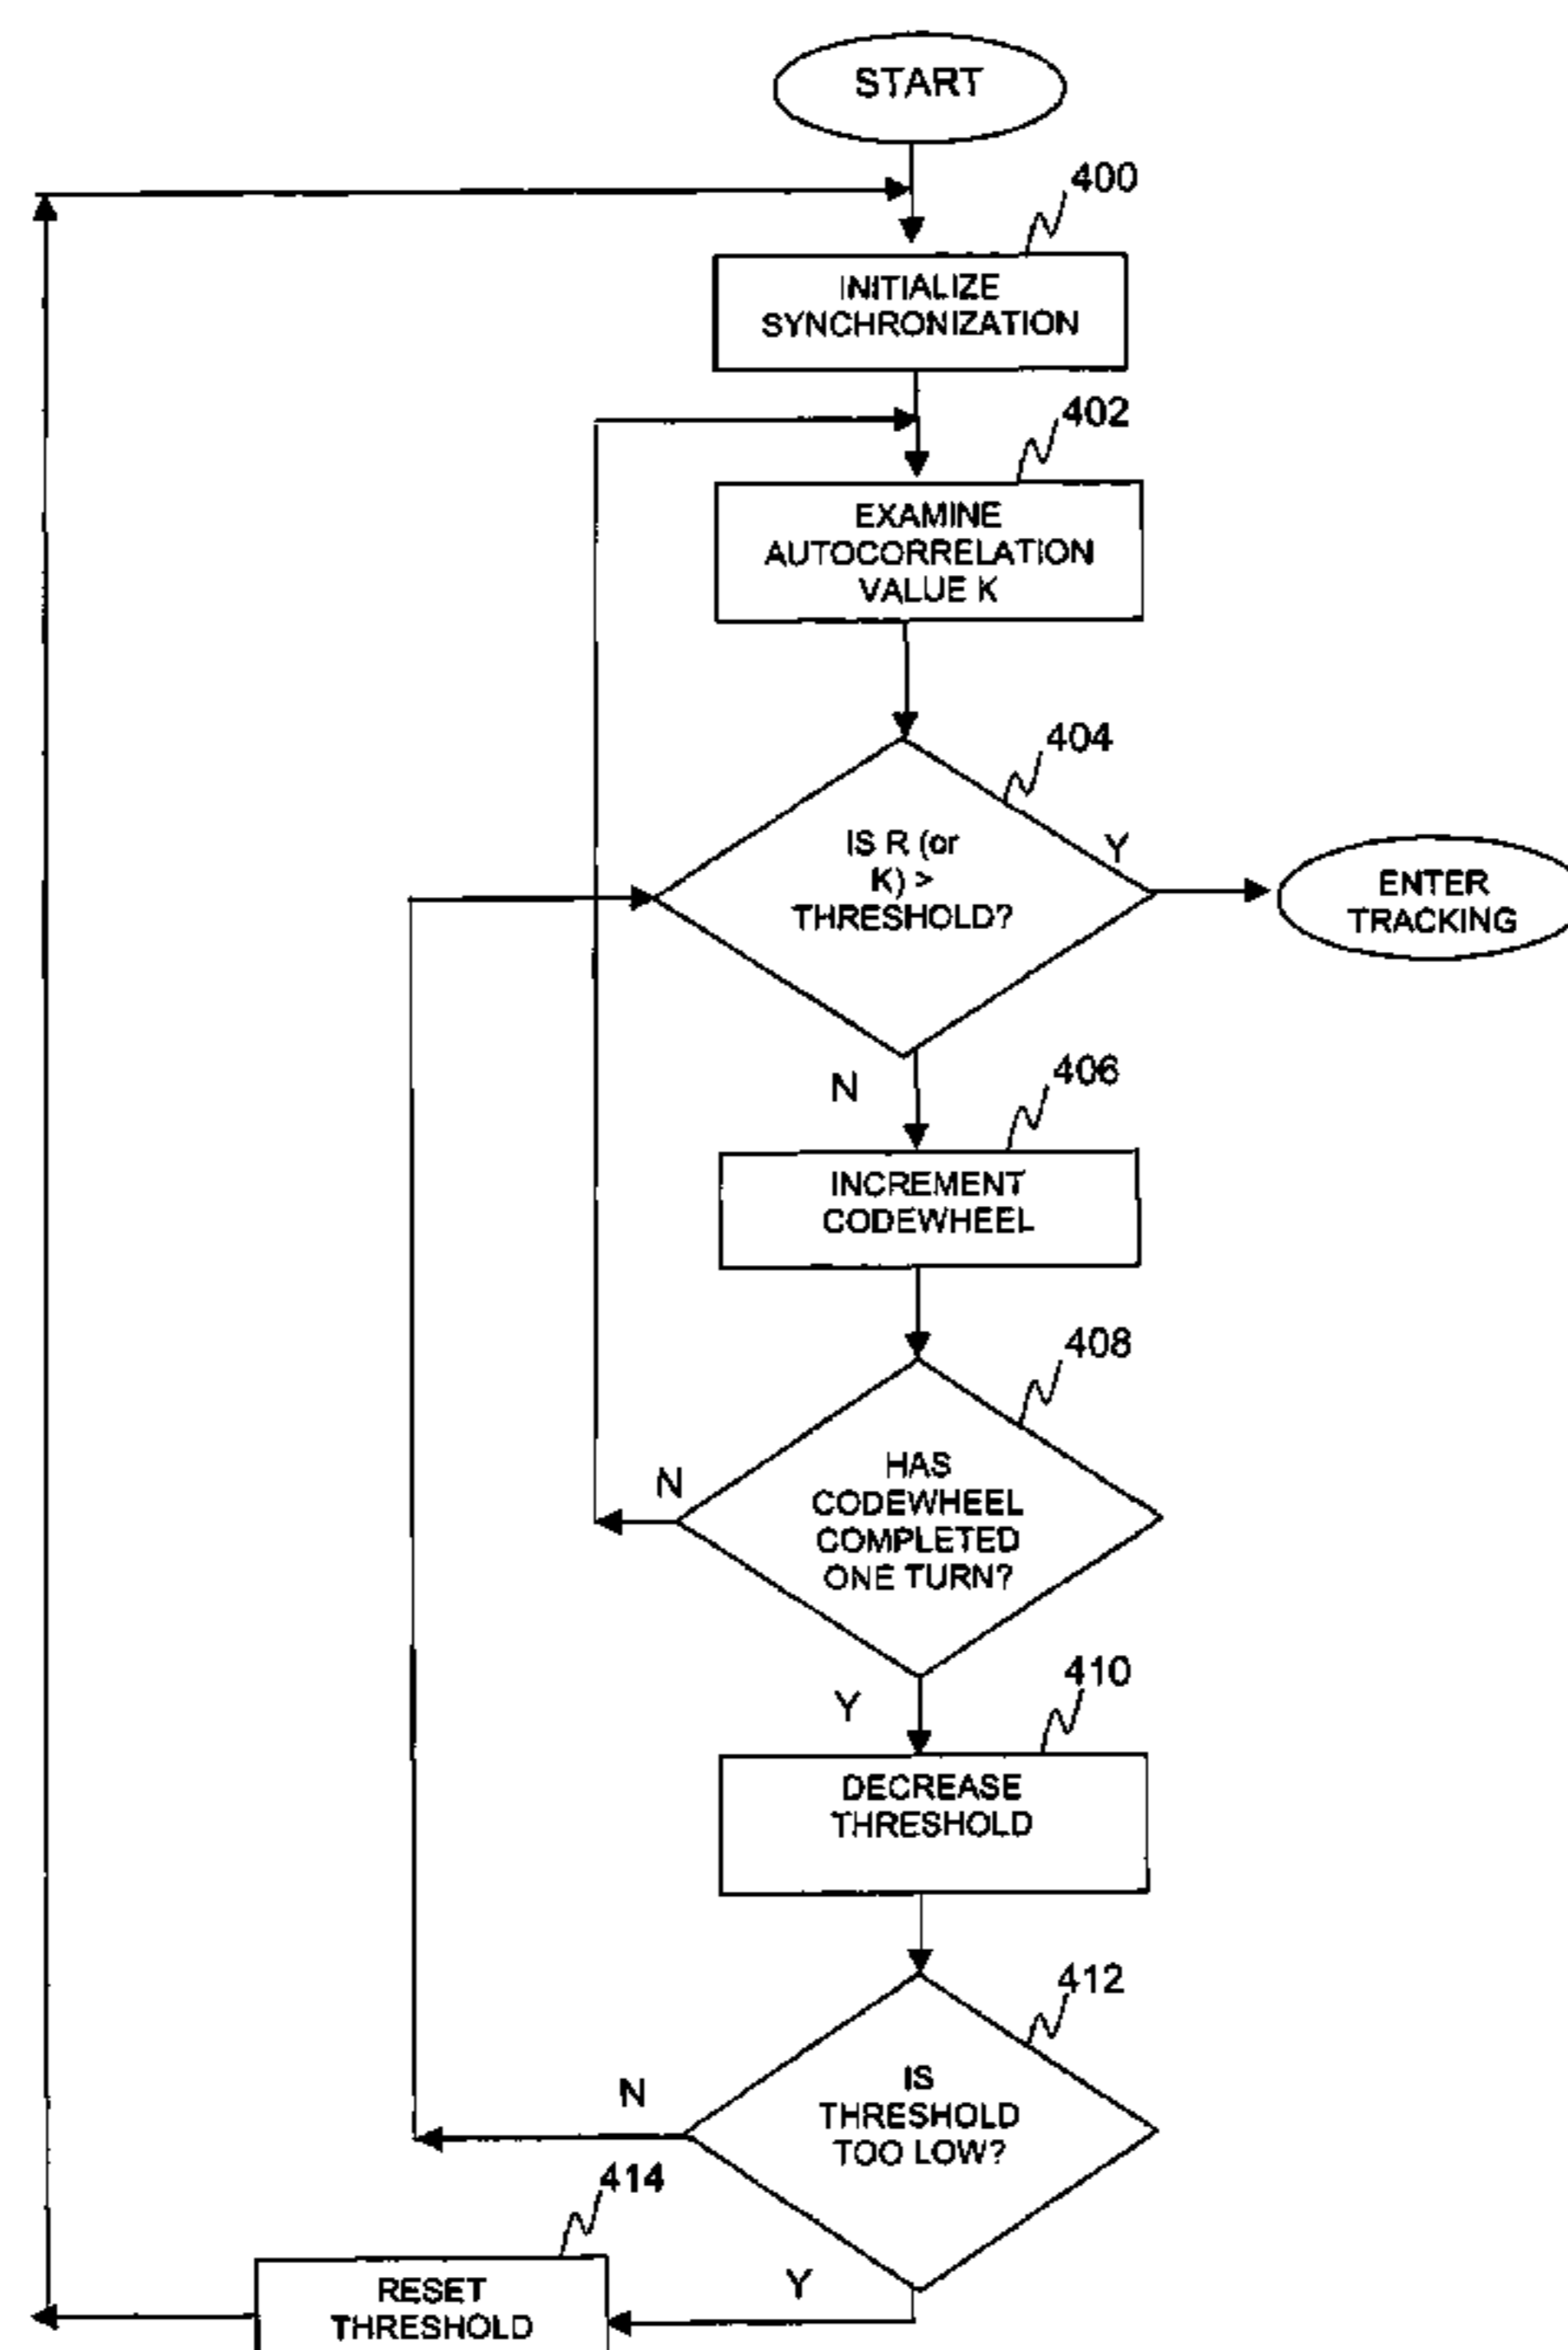 START
400
INITIALIZE
SYNCHRONIZATION
402
EXAMINE
AUTOCORRELATION
VALUE K
404
IS R (or
K) >
THRESHOLD?
Y
ENTER
TRACKING
N
406
INCREMENT
CODEWHEEL
408
HAS
CODEWHEEL
COMPLETED
ONE TURN?
N
Y
410
DECREASE
THRESHOLD
412
IS
THRESHOLD
TOO LOW?
N
414
Y
RESET
THRESHOLD